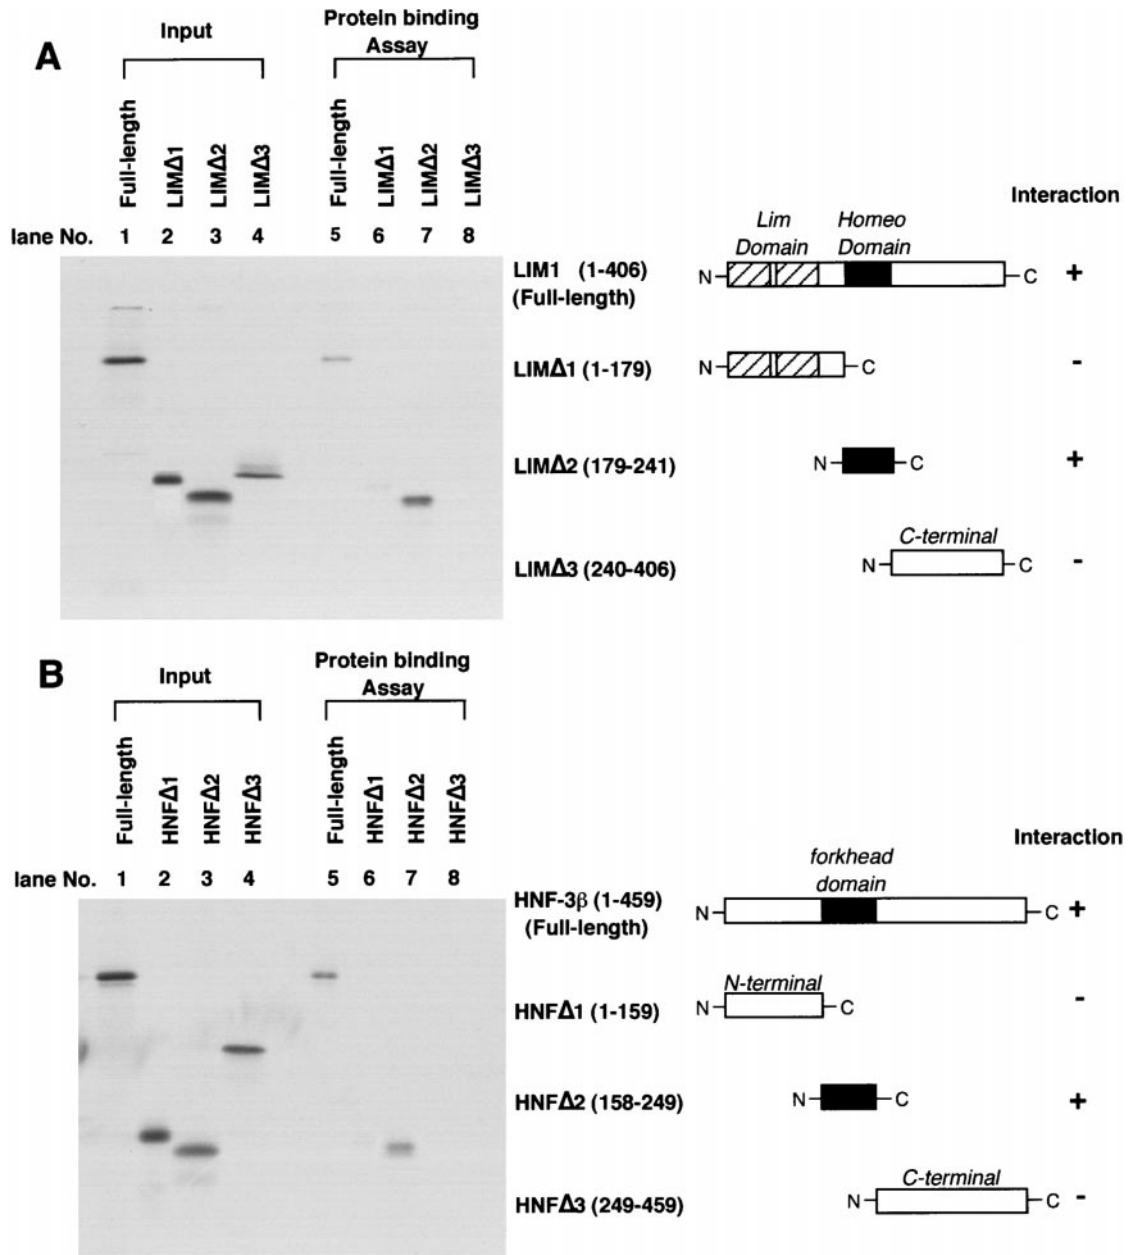 A
Input
Protein binding
Assay
Full-length
LIMΔ1
LIMΔ2
LIMΔ3
Full-length
LIMΔ1
LIMΔ2
LIMΔ3
lane No. 1 2 3 4 5 6 7 8
Interaction
Lim
Domain
Homeo
Domain
LIM1 (1-406)
(Full-length)
N C +
LIMΔ1 (1-179) N C -
LIMΔ2 (179-241) N C +
C-terminal
LIMΔ3 (240-406) N C -
B
Input
Protein binding
Assay
Full-length
HNFΔ1
HNFΔ2
HNFΔ3
Full-length
HNFΔ1
HNFΔ2
HNFΔ3
lane No. 1 2 3 4 5 6 7 8
Interaction
forkhead
domain
HNF-3β (1-459)
(Full-length)
N C +
N-terminal
HNFΔ1 (1-159) N C -
HNFΔ2 (158-249) N C +
C-terminal
HNFΔ3 (249-459) N C -